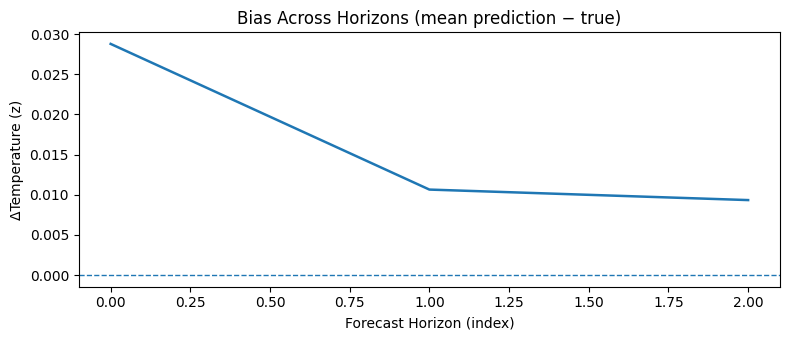 Bias Across Horizons (mean prediction − true)
ΔTemperature (z)
0.030
0.025
0.020
0.015
0.010
0.005
0.000
0.00 0.25 0.50 0.75 1.00 1.25 1.50 1.75 2.00
Forecast Horizon (index)